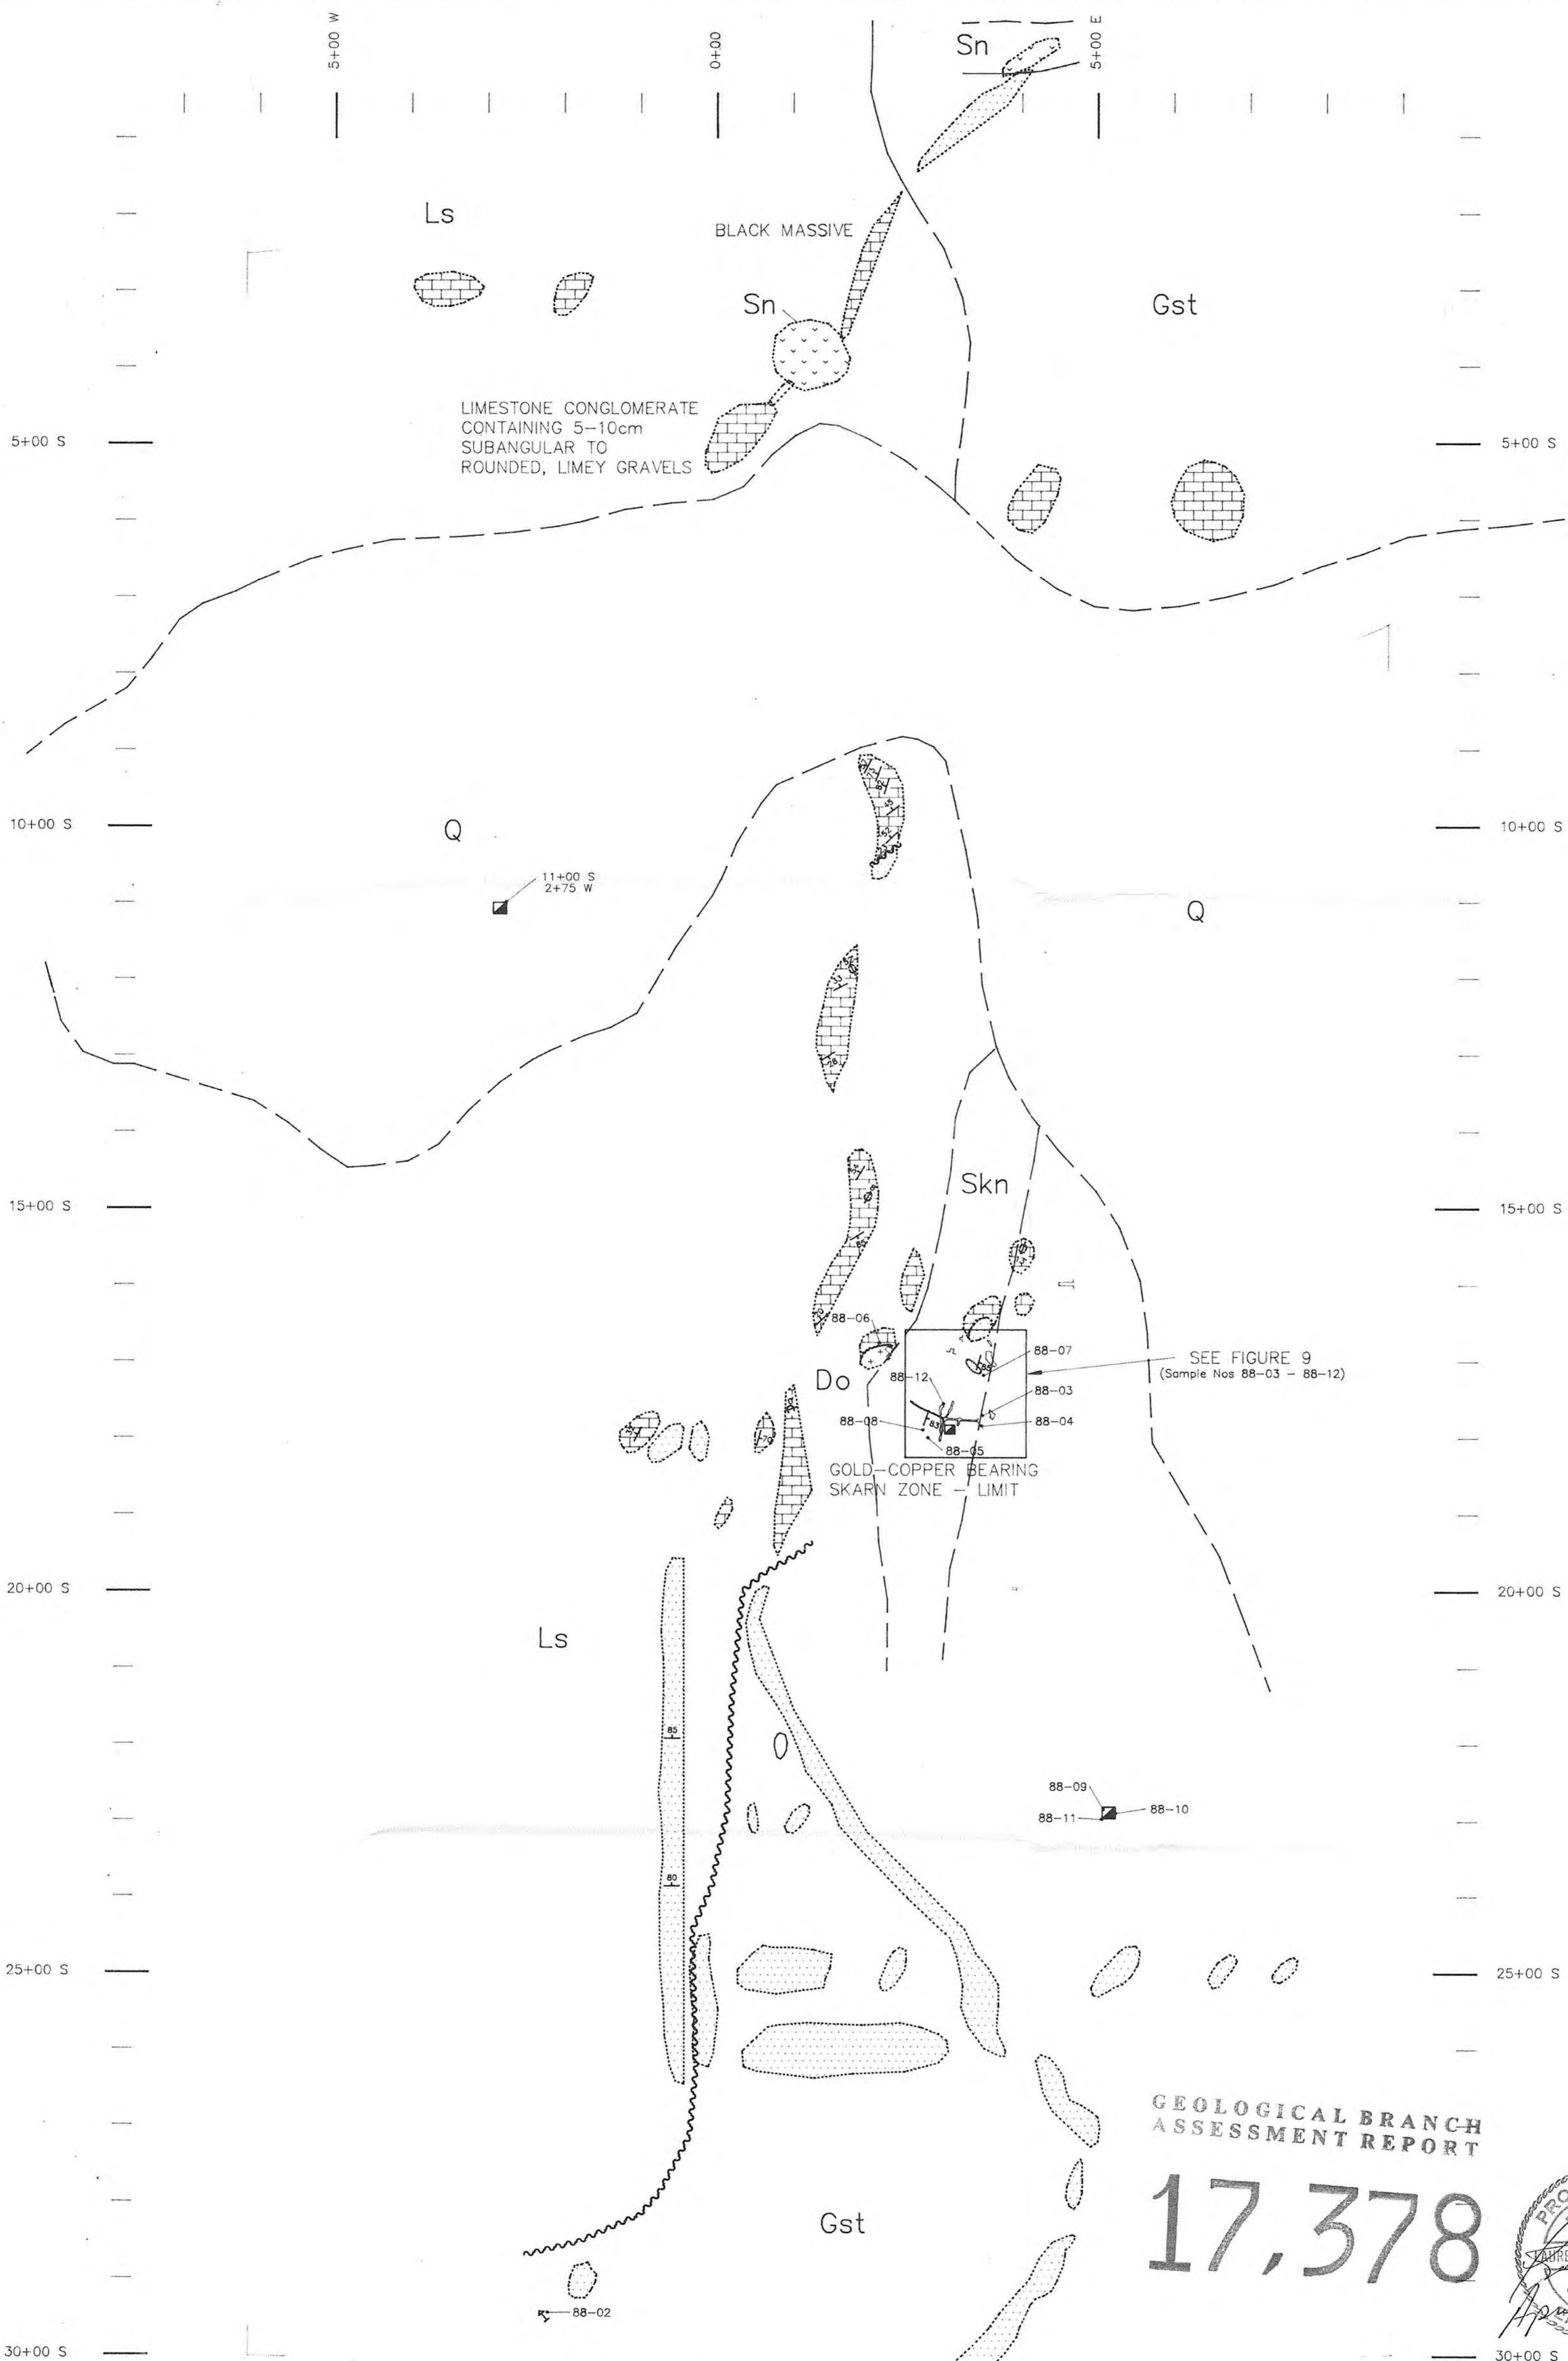 5+00 W
0+00
5+00 E
Sn
Ls
BLACK MASSIVE
Sn
Gst
LIMESTONE CONGLOMERATE
CONTAINING 5-10cm
SUBANGULAR TO
ROUNDED, LIMEY GRAVELS
5+00 S
5+00 S
10+00 S
Q
10+00 S
11+00 S
2+75 W
Q
15+00 S
Skn
15+00 S
88-06
88-07
SEE FIGURE 9
(Sample Nos 88-03 - 88-12)
Do
88-12
88-03
88-08
83
88-04
70
88-05
GOLD-COPPER BEARING
SKARN ZONE - LIMIT
20+00 S
20+00 S
Ls
85
88-09
88-10
88-11
80
25+00 S
25+00 S
GEOLOGICAL BRANCH
ASSESSMENT REPORT
17,378
Gst
88-02
30+00 S
30+00 S